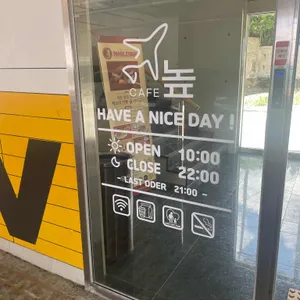 CAFE 높
HAVE A NICE DAY !
OPEN 10:00
CLOSE 22:00
- LAST ODER 21:00 -